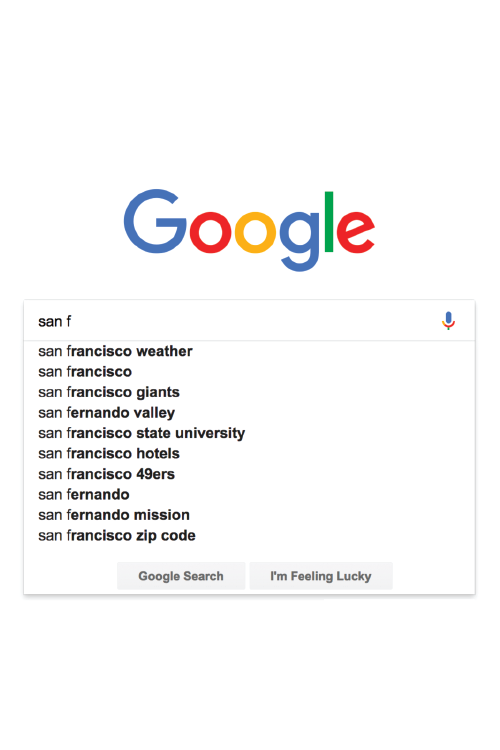 Google
san f
san francisco weather
san francisco
san francisco giants
san fernando valley
san francisco state university
san francisco hotels
san francisco 49ers
san fernando
san fernando mission
san francisco zip code
Google Search I'm Feeling Lucky